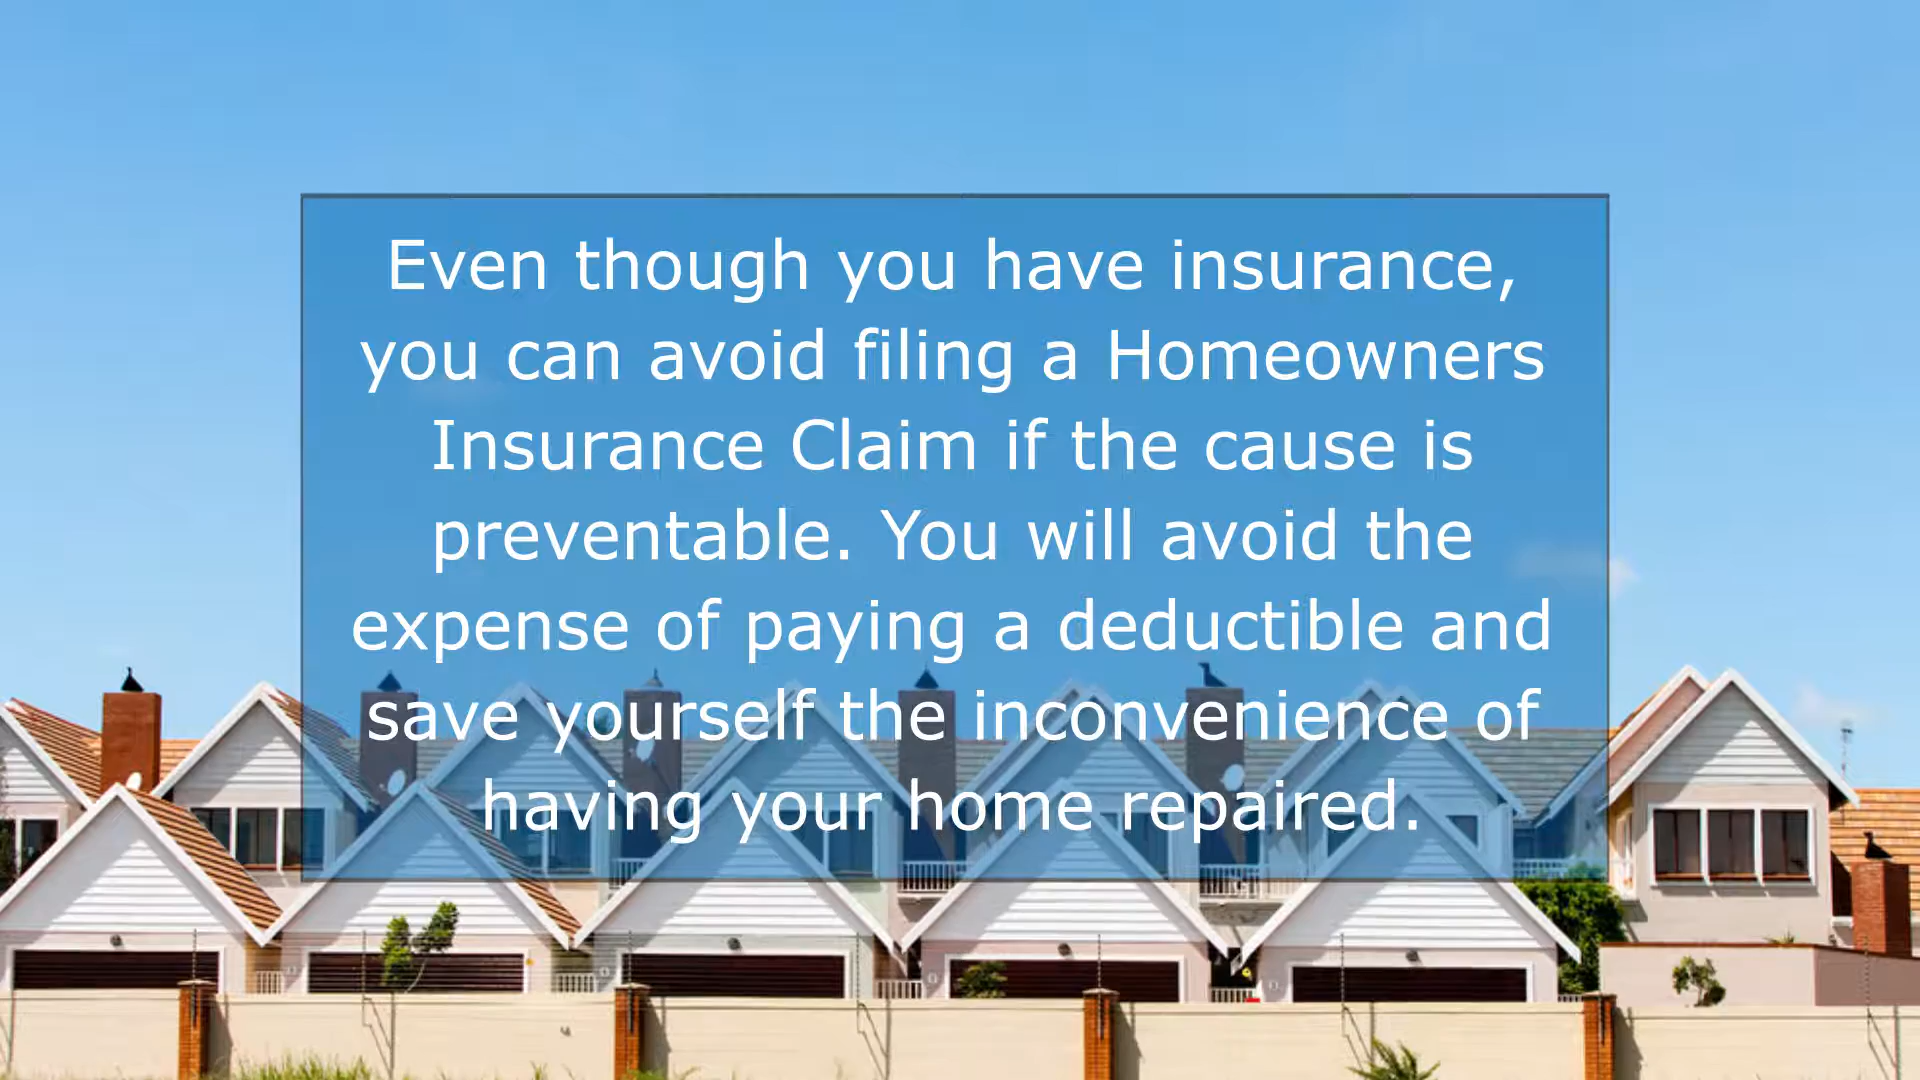 Even though you have insurance,
you can avoid filing a Homeowners
Insurance Claim if the cause is
preventable. You will avoid the
expense of paying a deductible and
save yourself the inconvenience of
having your home repaired.